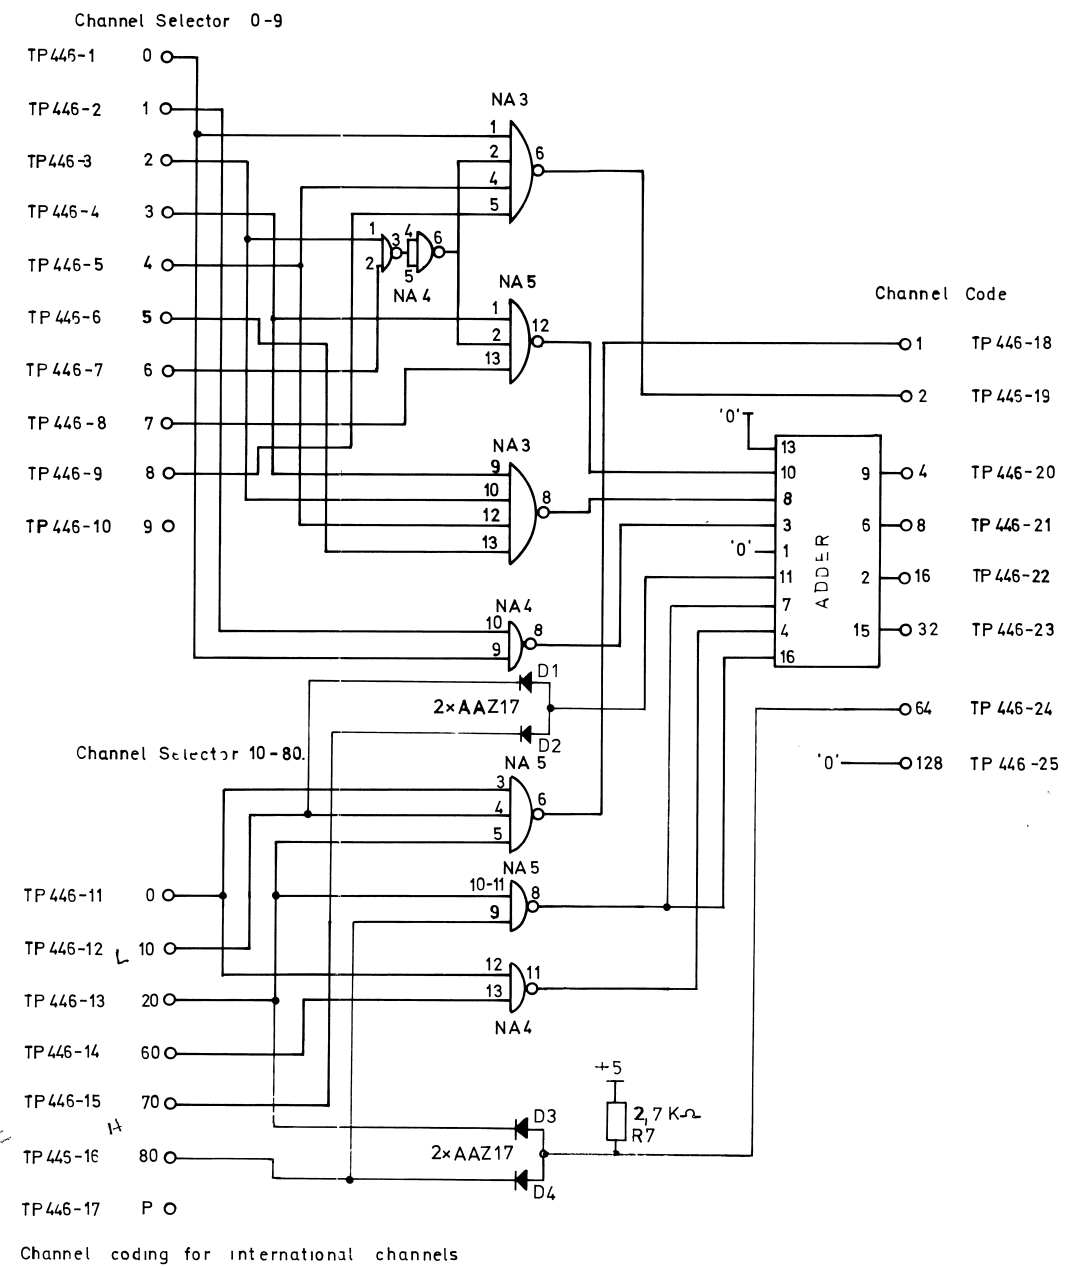 Channel Selector 0-9
TP446-1 0
TP446-2 1
TP446-3 2
TP446-4 3
TP446-5 4
TP446-6 5
TP446-7 6
TP446-8 7
TP446-9 8
TP446-10 9
NA3
1
2
4
5
6
1
2
3
4
5
6
NA4
NA5
1
2
13
12
NA3
9
10
12
13
8
NA4
10
9
8
Channel Code
1 TP446-18
2 TP446-19
'0'
13
10
8
3
'0' 1
11
7
4
16
ADDER
9 4 TP446-20
6 8 TP446-21
2 16 TP446-22
15 32 TP446-23
64 TP446-24
'0' 128 TP446-25
D1
2×AAZ17
D2
Channel Selector 10-80.
NA5
3
4
5
6
NA5
10-11
9
8
12
13
11
NA4
TP446-11 0
TP446-12 L 10
TP446-13 20
TP446-14 60
TP446-15 70
H
TP446-16 80
TP446-17 P
+5
2,7 KΩ
R7
D3
2×AAZ17
D4
Channel coding for international channels